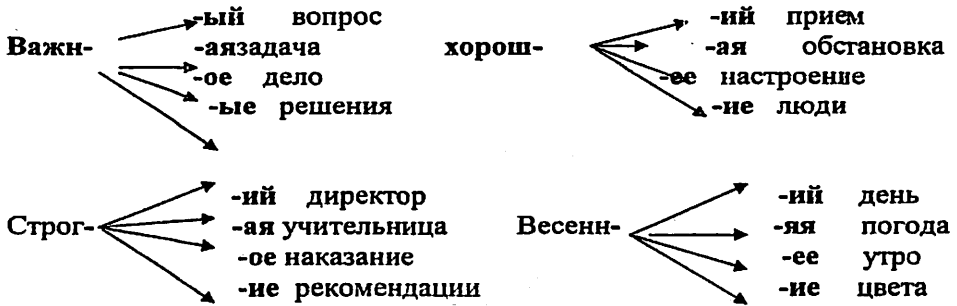 -ый вопрос
Важн- -аязадача
-ое дело
-ые решения
хорош- -ий прием
-ая обстановка
-ее настроение
-ие люди
-ий директор
Строг- -ая учительница
-ое наказание
-ие рекомендации
-ий день
Весенн- -яя погода
-ее утро
-ие цвета